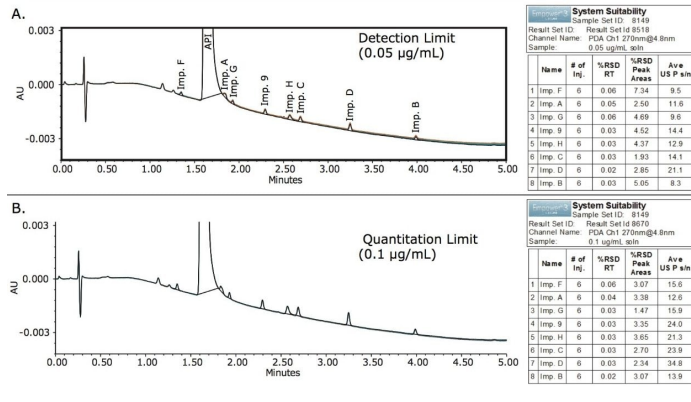 A.
0.003
0.000
-0.003
AU
Imp. F
API
Imp. A
Imp. G
Imp. 9
Imp. H
Imp. C
Imp. D
Imp. B
Detection Limit
(0.05 µg/mL)
0.00 0.50 1.00 1.50 2.00 2.50 3.00 3.50 4.00 4.50 5.00
Minutes
System Suitability
Sample Set ID: 8149
Result Set ID: Result Set Id 8518
Channel Name: PDA Ch1 270nm@4.8nm
Sample: 0.05 ug/mL soln
Name # of Inj. %RSD RT %RSD Peak Areas Ave US P s/n
1 Imp. F 6 0.06 7.34 9.5
2 Imp. A 6 0.05 2.50 11.6
3 Imp. G 6 0.06 4.69 9.6
4 Imp. 9 6 0.03 4.52 14.4
5 Imp. H 6 0.03 4.37 12.9
6 Imp. C 6 0.03 1.93 14.1
7 Imp. D 6 0.02 2.85 21.1
8 Imp. B 6 0.03 5.05 8.3
B.
0.003
0.000
-0.003
AU
Quantitation Limit
(0.1 µg/mL)
0.00 0.50 1.00 1.50 2.00 2.50 3.00 3.50 4.00 4.50 5.00
Minutes
System Suitability
Sample Set ID: 8149
Result Set ID: Result Set Id 8670
Channel Name: PDA Ch1 270nm@4.8nm
Sample: 0.1 ug/mL soln
Name # of Inj. %RSD RT %RSD Peak Areas Ave US P s/n
1 Imp. F 6 0.06 3.07 15.6
2 Imp. A 6 0.04 3.38 12.6
3 Imp. G 6 0.03 1.47 15.9
4 Imp. 9 6 0.03 3.35 24.0
5 Imp. H 6 0.03 3.65 21.3
6 Imp. C 6 0.03 2.70 23.9
7 Imp. D 6 0.03 2.34 34.8
8 Imp. B 6 0.02 3.07 13.9